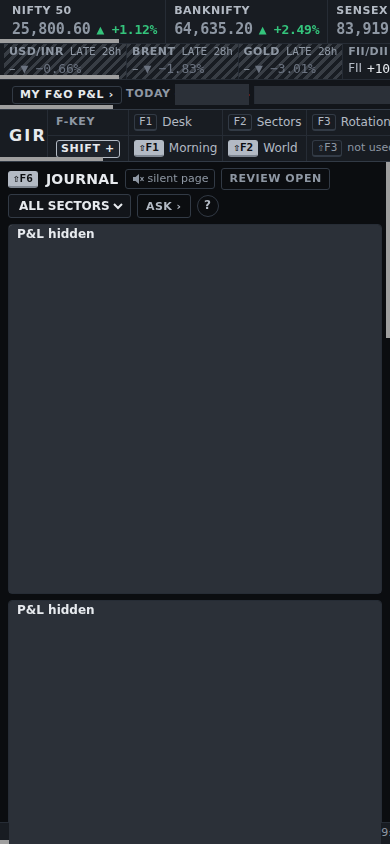 NIFTY 50 BANKNIFTY SENSEX
25,800.60 ▲ +1.12% 64,635.20 ▲ +2.49% 83,919
USD/INR LATE 28h BRENT LATE 28h GOLD LATE 28h FII/DII
— ▼ −0.66% — ▼ −1.83% — ▼ −3.01% FII +10
MY F&O P&L › TODAY
GIR F-KEY F1 Desk F2 Sectors F3 Rotation
SHIFT + ⇧F1 Morning ⇧F2 World ⇧F3 not used
⇧F6 JOURNAL silent page REVIEW OPEN
ALL SECTORS ASK › ?
P&L hidden
P&L hidden